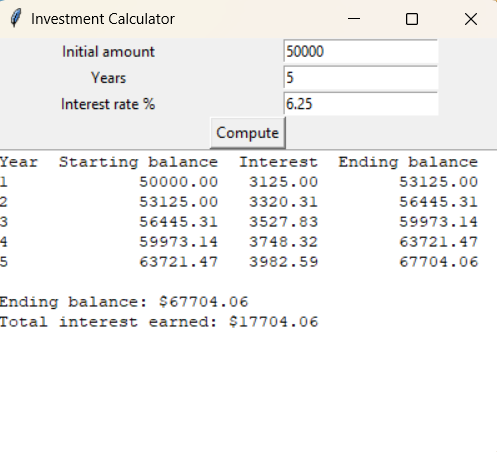 Investment Calculator
Initial amount 50000
Years 5
Interest rate % 6.25
Compute
Year  Starting balance  Interest  Ending balance
1             50000.00   3125.00        53125.00
2             53125.00   3320.31        56445.31
3             56445.31   3527.83        59973.14
4             59973.14   3748.32        63721.47
5             63721.47   3982.59        67704.06
Ending balance: $67704.06
Total interest earned: $17704.06